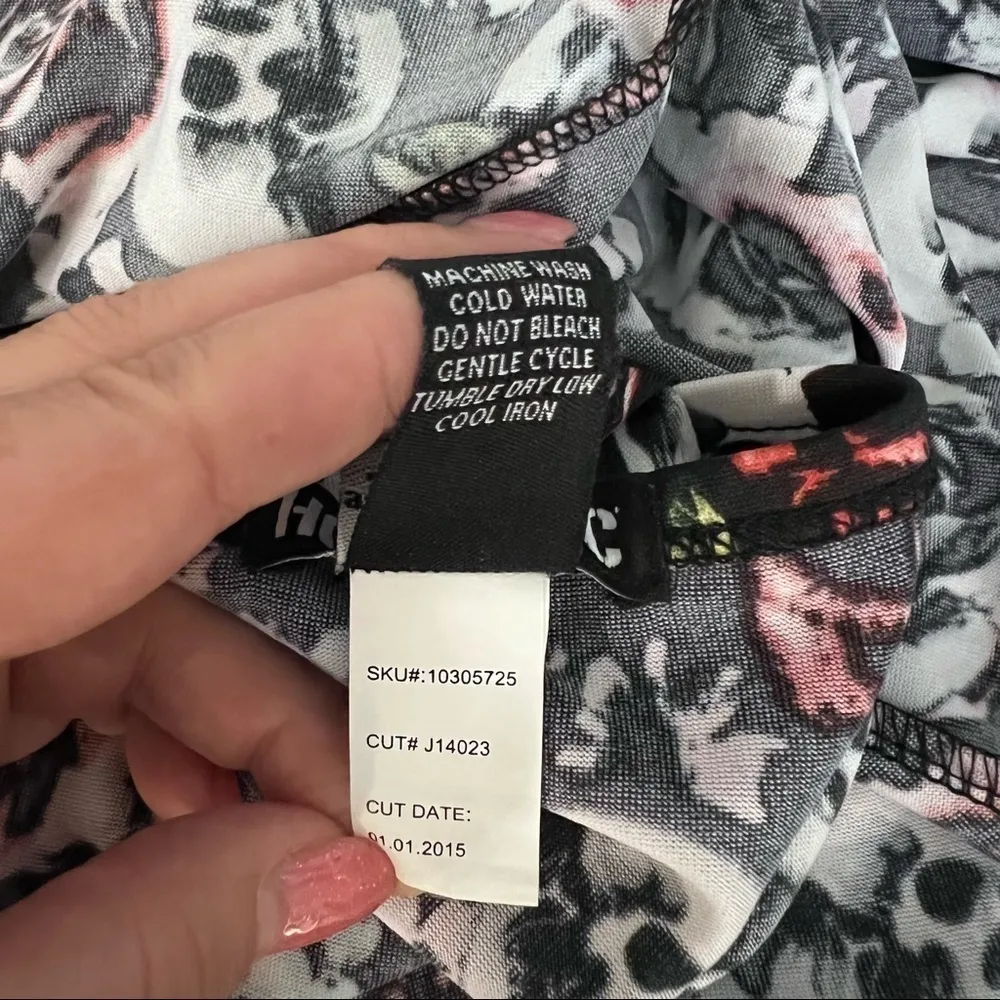 MACHINE WASH
COLD WATER
DO NOT BLEACH
GENTLE CYCLE
TUMBLE DRY LOW
COOL IRON
SKU#:10305725
CUT# J14023
CUT DATE:
01.01.2015